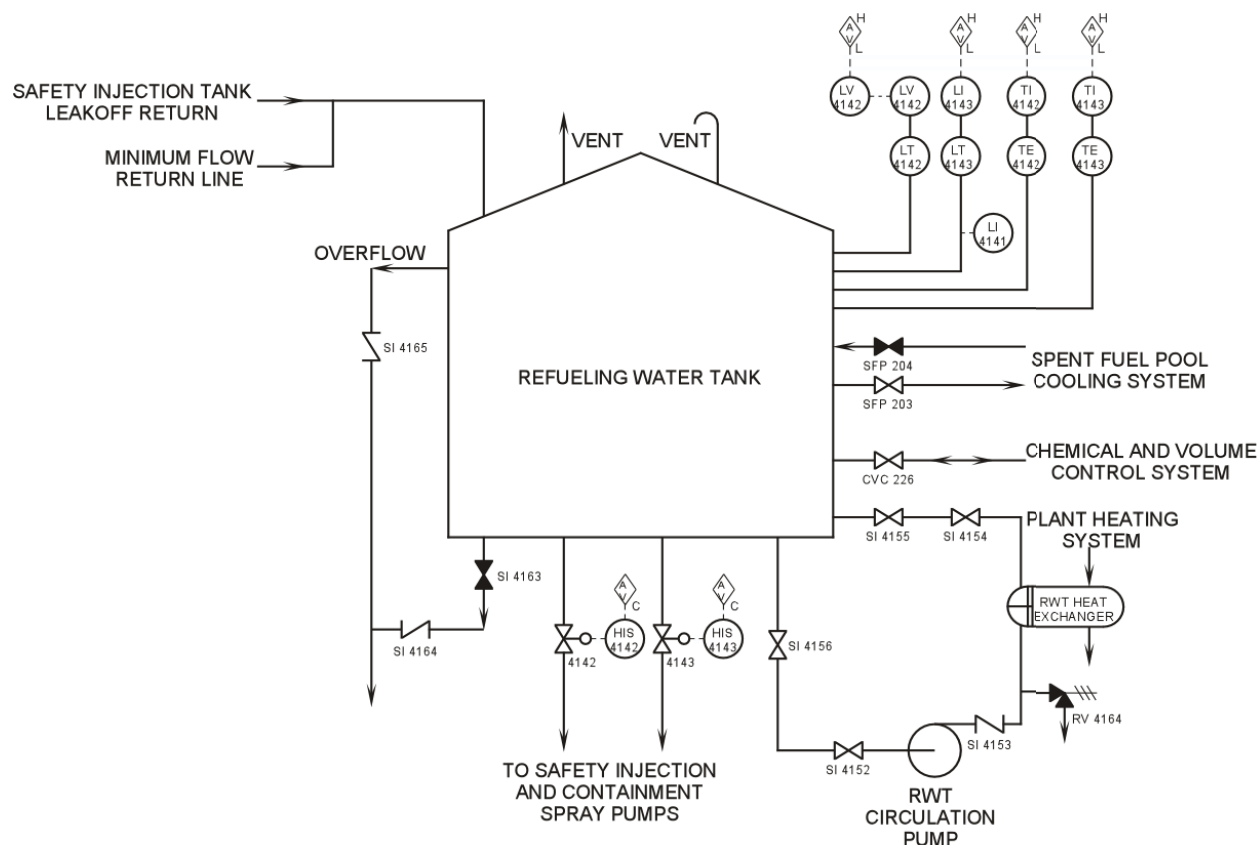 SAFETY INJECTION TANK
LEAKOFF RETURN
MINIMUM FLOW
RETURN LINE
VENT
VENT
A
V
H
L
A
V
H
L
A
V
H
L
A
V
H
L
LV
4142
LV
4142
LI
4143
TI
4142
TI
4143
LT
4142
LT
4143
TE
4142
TE
4143
LI
4141
OVERFLOW
SI 4165
REFUELING WATER TANK
SFP 204
SFP 203
SPENT FUEL POOL
COOLING SYSTEM
CVC 226
CHEMICAL AND VOLUME
CONTROL SYSTEM
SI 4155
SI 4154
PLANT HEATING
SYSTEM
RWT HEAT
EXCHANGER
SI 4163
SI 4164
A
V
C
HIS
4142
4142
A
V
C
HIS
4143
4143
SI 4156
RV 4164
SI 4153
SI 4152
TO SAFETY INJECTION
AND CONTAINMENT
SPRAY PUMPS
RWT
CIRCULATION
PUMP